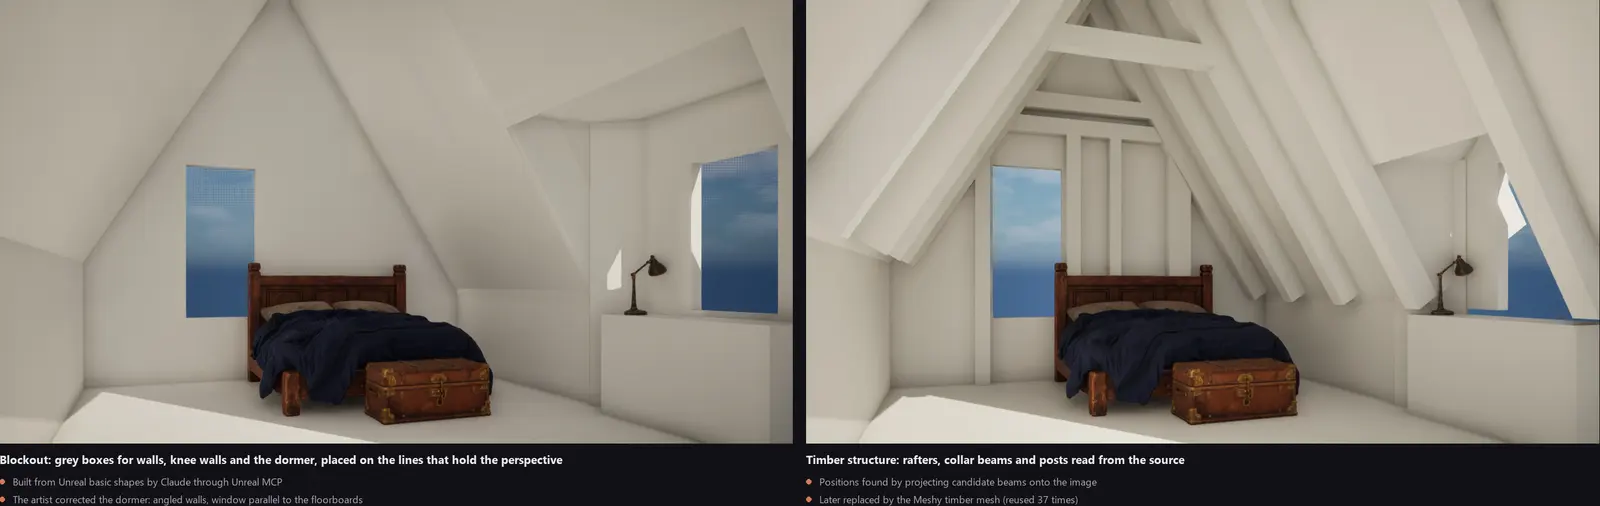 Blockout: grey boxes for walls, knee walls and the dormer, placed on the lines that hold the perspective
Built from Unreal basic shapes by Claude through Unreal MCP
The artist corrected the dormer: angled walls, window parallel to the floorboards
Timber structure: rafters, collar beams and posts read from the source
Positions found by projecting candidate beams onto the image
Later replaced by the Meshy timber mesh (reused 37 times)